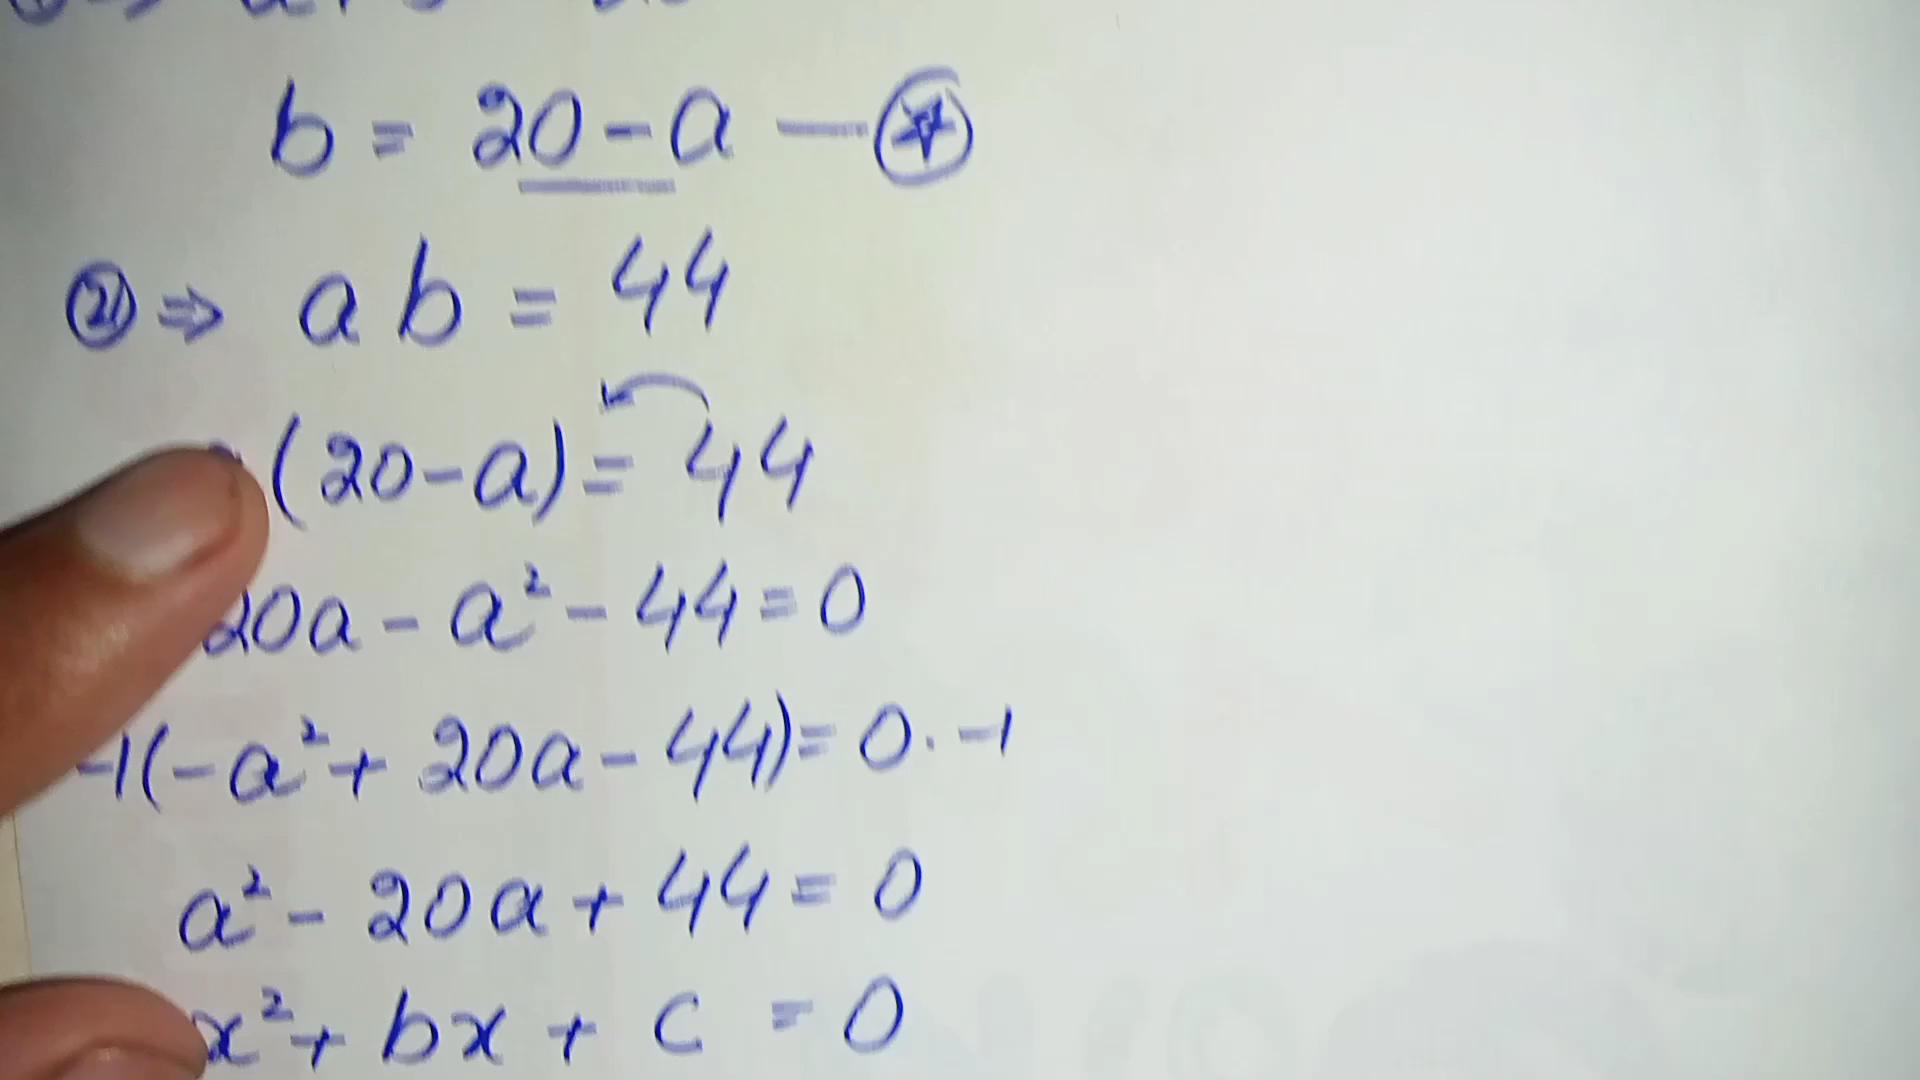 b = 20 - a — ☆
② ⇒ ab = 44
(20 - a) = 44
20a - a² - 44 = 0
-1(-a² + 20a - 44) = 0 . -1
a² - 20a + 44 = 0
x² + bx + c = 0